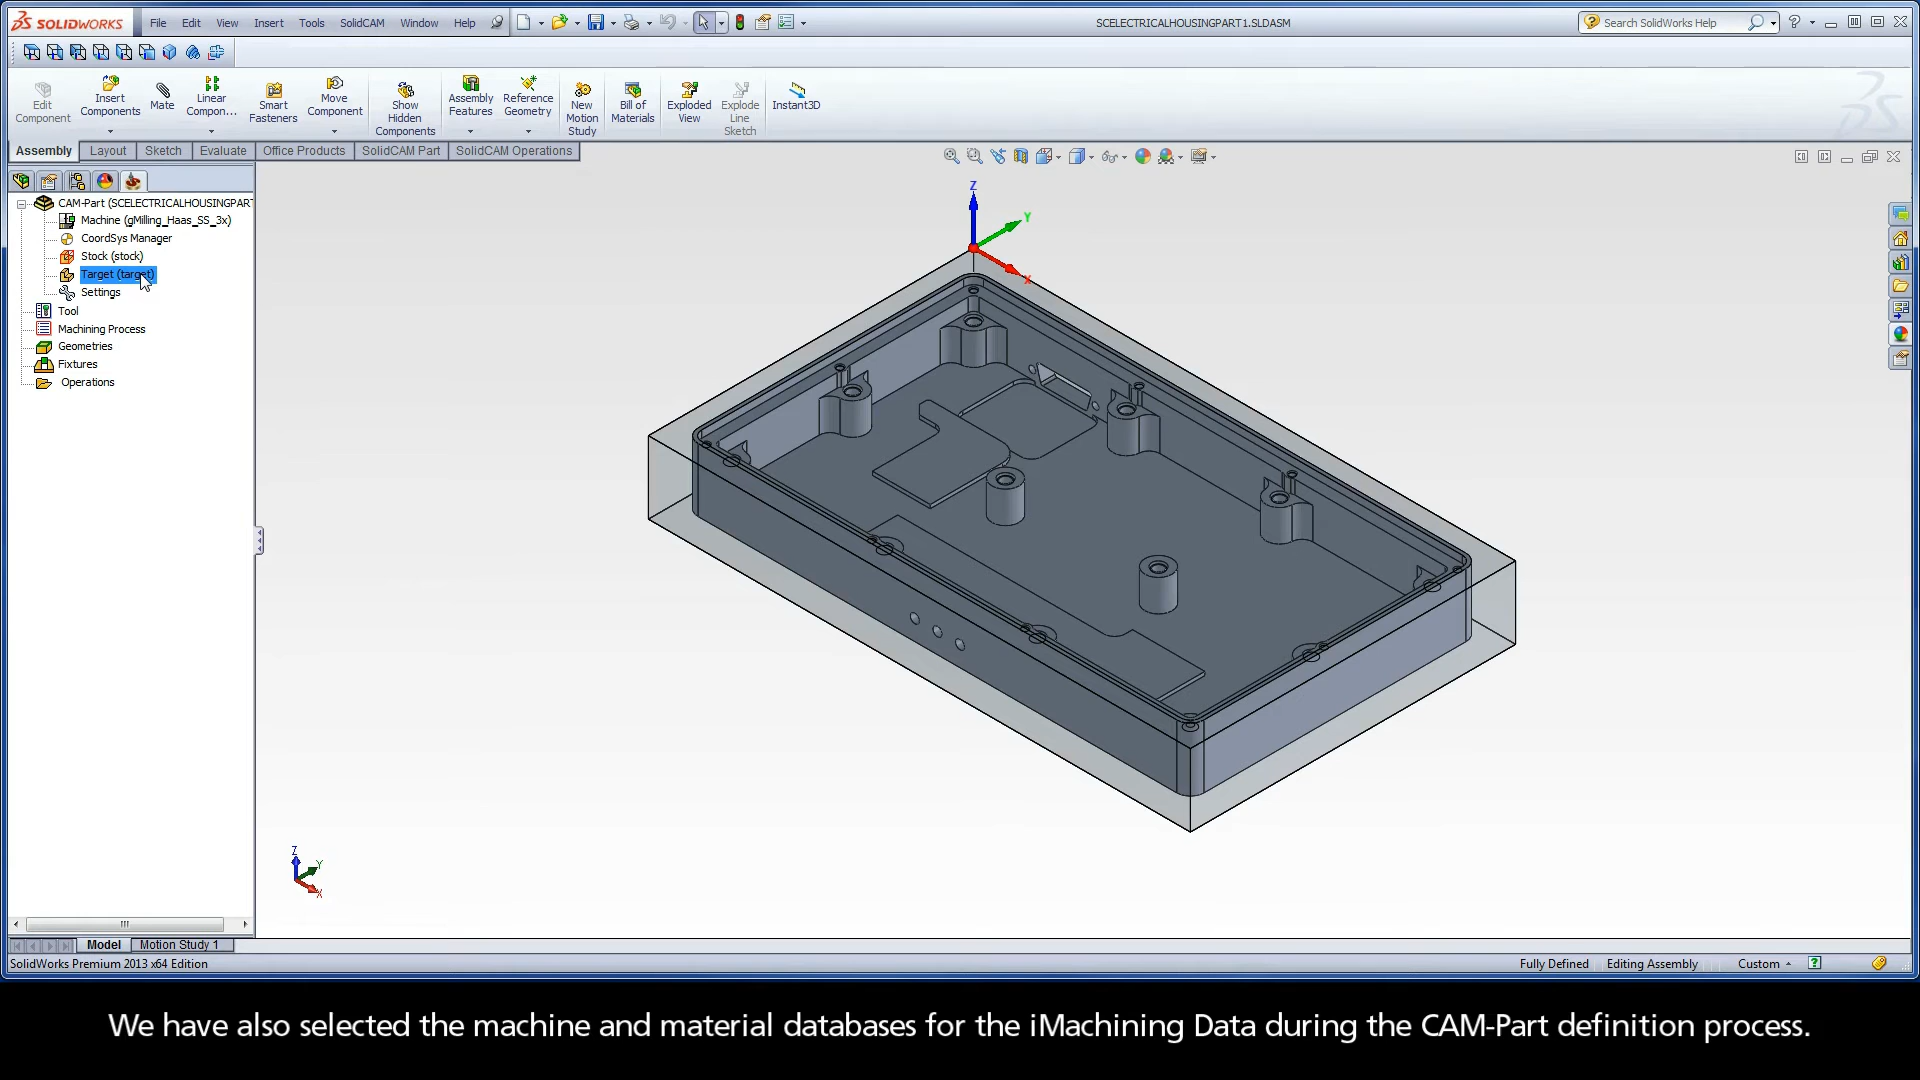 SOLIDWORKS File Edit View Insert Tools SolidCAM Window Help SCELECTRICALHOUSINGPART1.SLDASM Search SolidWorks Help
Edit Component
Insert Components
Mate
Linear Compon...
Smart Fasteners
Move Component
Show Hidden Components
Assembly Features
Reference Geometry
New Motion Study
Bill of Materials
Exploded View
Explode Line Sketch
Instant3D
Assembly Layout Sketch Evaluate Office Products SolidCAM Part SolidCAM Operations
CAM-Part (SCELECTRICALHOUSINGPART
Machine (gMilling_Haas_SS_3x)
CoordSys Manager
Stock (stock)
Target (target)
Settings
Tool
Machining Process
Geometries
Fixtures
Operations
Z
Y
X
Z
Y
X
Model Motion Study 1
SolidWorks Premium 2013 x64 Edition Fully Defined Editing Assembly Custom
We have also selected the machine and material databases for the iMachining Data during the CAM-Part definition process.